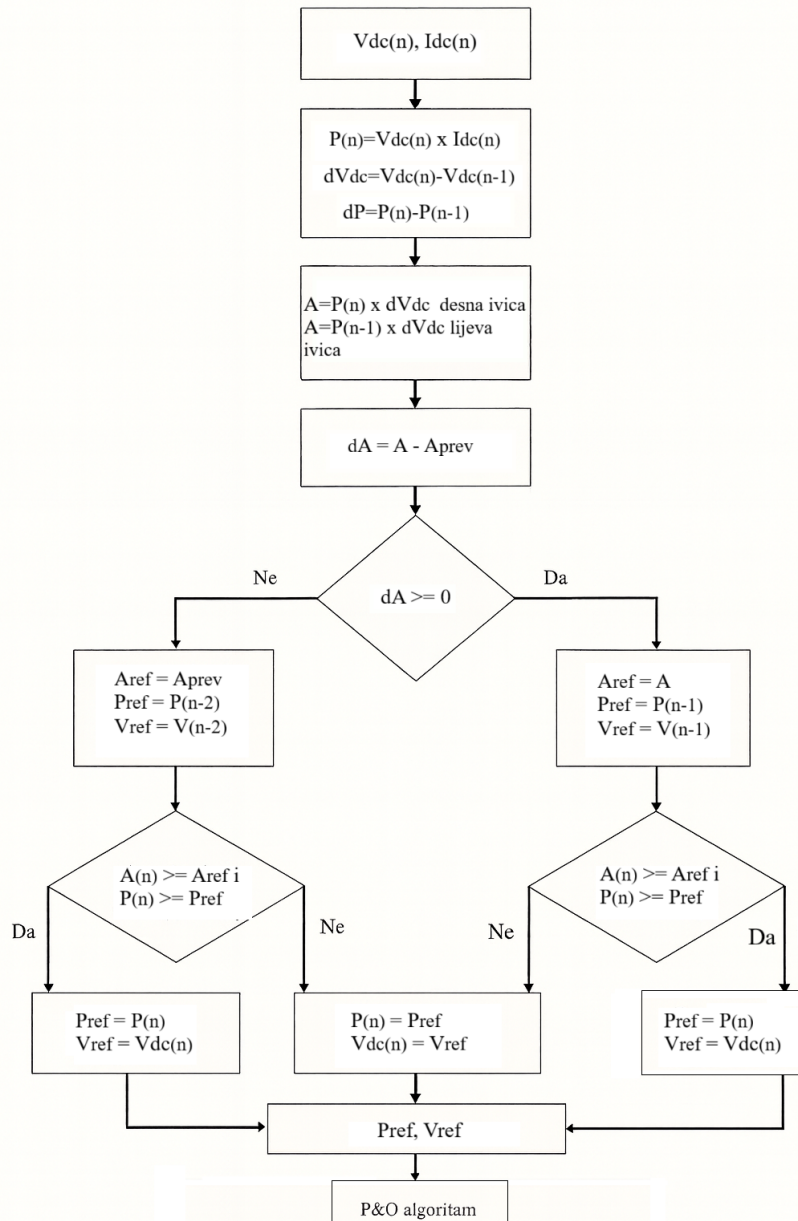 Vdc(n), Idc(n)
P(n)=Vdc(n) x Idc(n)
dVdc=Vdc(n)-Vdc(n-1)
dP=P(n)-P(n-1)
A=P(n) x dVdc desna ivica
A=P(n-1) x dVdc lijeva
ivica
dA = A - Aprev
Ne
dA >= 0
Da
Aref = Aprev
Pref = P(n-2)
Vref = V(n-2)
Aref = A
Pref = P(n-1)
Vref = V(n-1)
A(n) >= Aref i
P(n) >= Pref
Da
Ne
A(n) >= Aref i
P(n) >= Pref
Ne
Da
Pref = P(n)
Vref = Vdc(n)
P(n) = Pref
Vdc(n) = Vref
Pref = P(n)
Vref = Vdc(n)
Pref, Vref
P&O algoritam